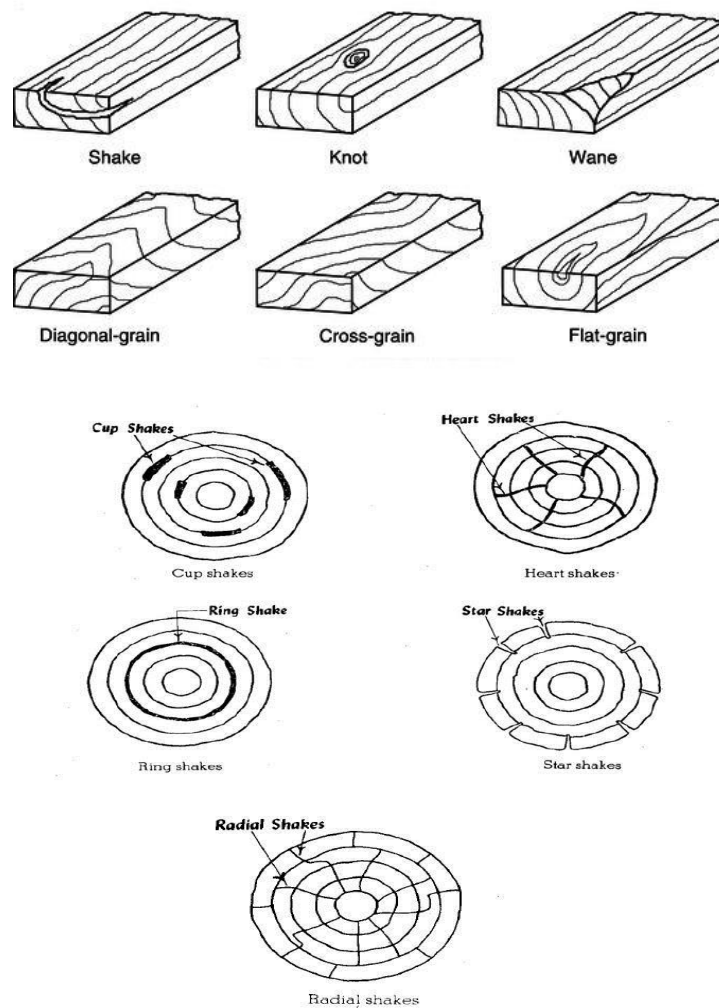 Shake
Knot
Wane
Diagonal-grain
Cross-grain
Flat-grain
Cup Shakes
Cup shakes
Heart Shakes
Heart shakes
Ring Shake
Ring shakes
Star Shakes
Star shakes
Radial Shakes
Radial shakes